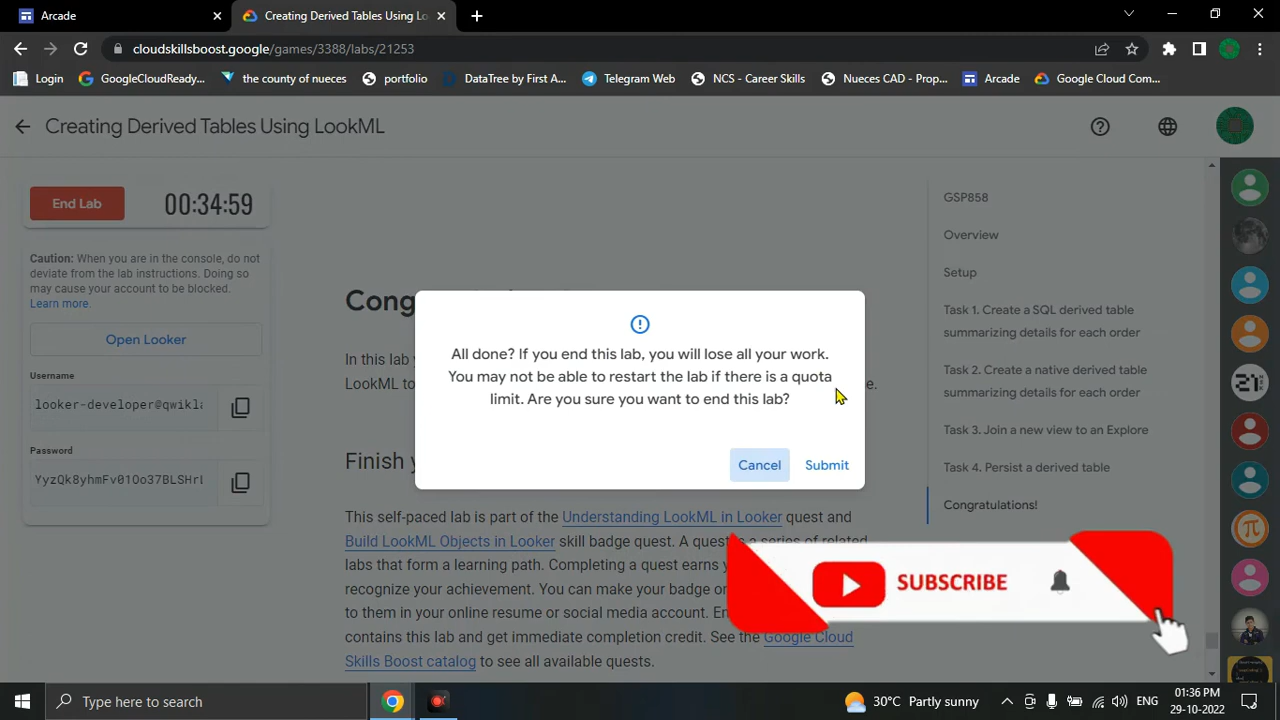 Arcade
Creating Derived Tables Using Lo
cloudskillsboost.google/games/3388/labs/21253
Login
GoogleCloudReady...
the county of nueces
portfolio
DataTree by First A...
Telegram Web
NCS - Career Skills
Nueces CAD - Prop...
Arcade
Google Cloud Com...
Creating Derived Tables Using LookML
End Lab
00:34:59
Caution: When you are in the console, do not
deviate from the lab instructions. Doing so
may cause your account to be blocked.
Learn more.
Open Looker
Username
looker-developer@qwikla
Password
Cong
In this lab
LookML to
e.
All done? If you end this lab, you will lose all your work.
You may not be able to restart the lab if there is a quota
limit. Are you sure you want to end this lab?
Cancel
Submit
Finish y
This self-paced lab is part of the Understanding LookML in Looker quest and
Build LookML Objects in Looker skill badge quest. A quest is a series of related
labs that form a learning path. Completing a quest earns y
recognize your achievement. You can make your badge or
to them in your online resume or social media account. En
contains this lab and get immediate completion credit. See the Google Cloud
Skills Boost catalog to see all available quests.
GSP858
Overview
Setup
Task 1. Create a SQL derived table
summarizing details for each order
Task 2. Create a native derived table
summarizing details for each order
Task 3. Join a new view to an Explore
Task 4. Persist a derived table
Congratulations!
SUBSCRIBE
Type here to search
30°C Partly sunny
ENG
01:36 PM
29-10-2022